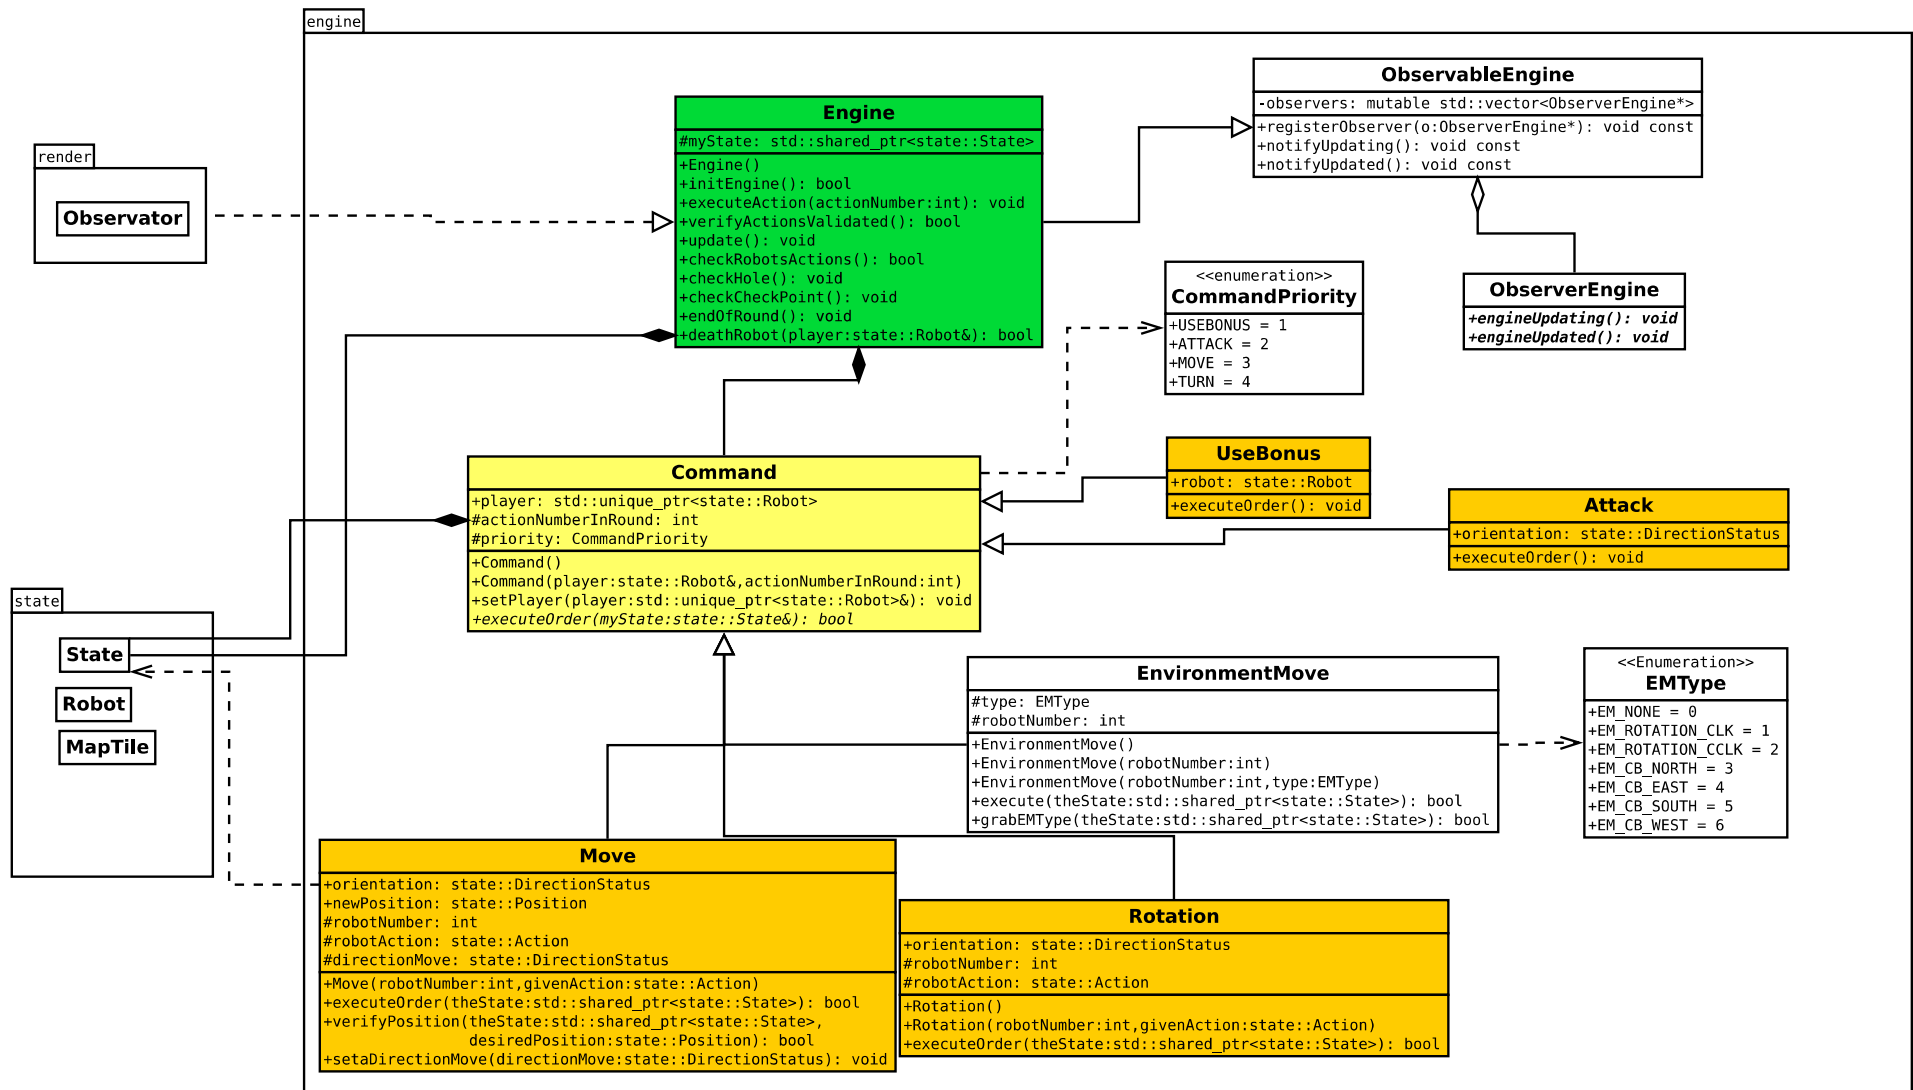 engine
render
Observator
Engine
#myState: std::shared_ptr<state::State>
+Engine()
+initEngine(): bool
+executeAction(actionNumber:int): void
+verifyActionsValidated(): bool
+update(): void
+checkRobotsActions(): bool
+checkHole(): void
+checkCheckPoint(): void
+endOfRound(): void
+deathRobot(player:state::Robot&): bool
ObservableEngine
-observers: mutable std::vector<ObserverEngine*>
+registerObserver(o:ObserverEngine*): void const
+notifyUpdating(): void const
+notifyUpdated(): void const
ObserverEngine
+engineUpdating(): void
+engineUpdated(): void
<<enumeration>>
CommandPriority
+USEBONUS = 1
+ATTACK = 2
+MOVE = 3
+TURN = 4
Command
+player: std::unique_ptr<state::Robot>
#actionNumberInRound: int
#priority: CommandPriority
+Command()
+Command(player:state::Robot&,actionNumberInRound:int)
+setPlayer(player:std::unique_ptr<state::Robot>&): void
+executeOrder(myState:state::State&): bool
UseBonus
+robot: state::Robot
+executeOrder(): void
Attack
+orientation: state::DirectionStatus
+executeOrder(): void
state
State
Robot
MapTile
EnvironmentMove
#type: EMType
#robotNumber: int
+EnvironmentMove()
+EnvironmentMove(robotNumber:int)
+EnvironmentMove(robotNumber:int,type:EMType)
+execute(theState:std::shared_ptr<state::State>): bool
+grabEMType(theState:std::shared_ptr<state::State>): bool
<<Enumeration>>
EMType
+EM_NONE = 0
+EM_ROTATION_CLK = 1
+EM_ROTATION_CCLK = 2
+EM_CB_NORTH = 3
+EM_CB_EAST = 4
+EM_CB_SOUTH = 5
+EM_CB_WEST = 6
Move
+orientation: state::DirectionStatus
+newPosition: state::Position
#robotNumber: int
#robotAction: state::Action
#directionMove: state::DirectionStatus
+Move(robotNumber:int,givenAction:state::Action)
+executeOrder(theState:std::shared_ptr<state::State>): bool
+verifyPosition(theState:std::shared_ptr<state::State>,
desiredPosition:state::Position): bool
+setaDirectionMove(directionMove:state::DirectionStatus): void
Rotation
+orientation: state::DirectionStatus
#robotNumber: int
#robotAction: state::Action
+Rotation()
+Rotation(robotNumber:int,givenAction:state::Action)
+executeOrder(theState:std::shared_ptr<state::State>): bool